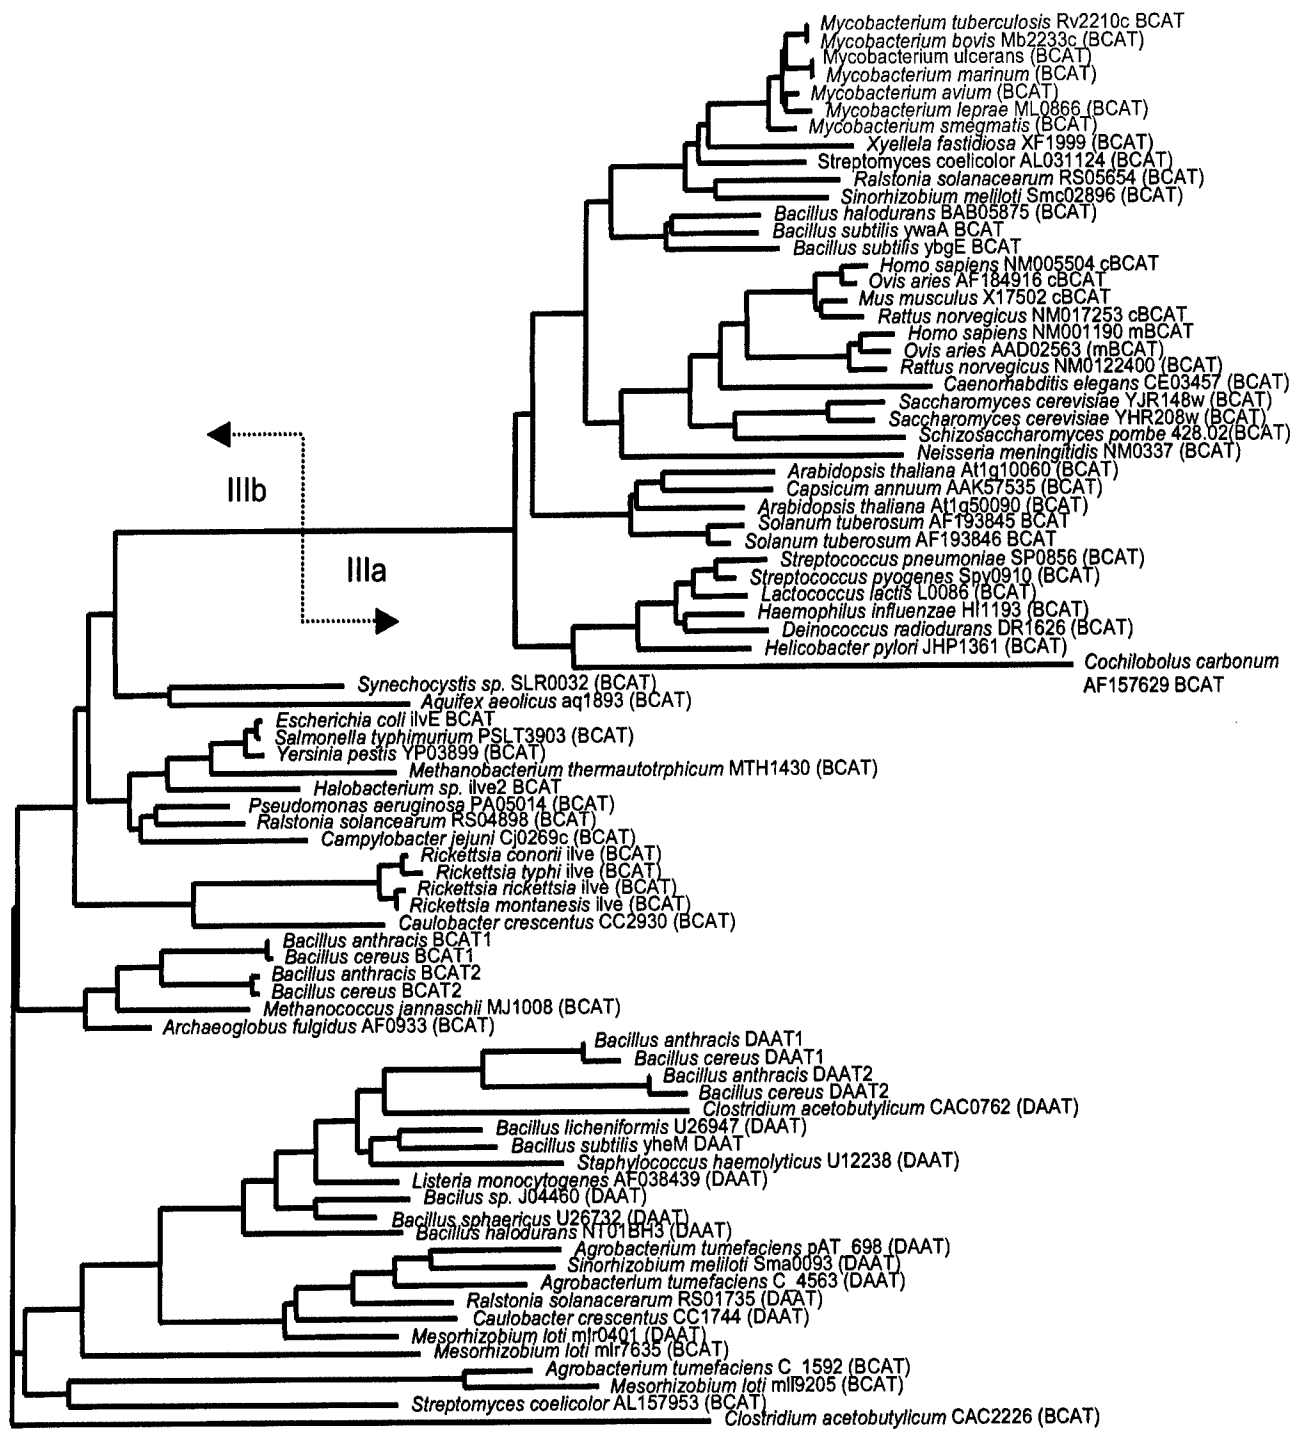 Mycobacterium tuberculosis Rv2210c BCAT
Mycobacterium bovis Mb2233c (BCAT)
Mycobacterium ulcerans (BCAT)
Mycobacterium marinum (BCAT)
Mycobacterium avium (BCAT)
Mycobacterium leprae ML0866 (BCAT)
Mycobacterium smegmatis (BCAT)
Xyellela fastidiosa XF1999 (BCAT)
Streptomyces coelicolor AL031124 (BCAT)
Ralstonia solanacearum RS05654 (BCAT)
Sinorhizobium meliloti Smc02896 (BCAT)
Bacillus halodurans BAB05875 (BCAT)
Bacillus subtilis ywaA BCAT
Bacillus subtilis ybgE BCAT
Homo sapiens NM005504 cBCAT
Ovis aries AF184916 cBCAT
Mus musculus X17502 cBCAT
Rattus norvegicus NM017253 cBCAT
Homo sapiens NM001190 mBCAT
Ovis aries AAD02563 (mBCAT)
Rattus norvegicus NM0122400 (BCAT)
Caenorhabditis elegans CE03457 (BCAT)
Saccharomyces cerevisiae YJR148w (BCAT)
Saccharomyces cerevisiae YHR208w (BCAT)
Schizosaccharomyces pombe 428.02(BCAT)
Neisseria meningitidis NM0337 (BCAT)
Arabidopsis thaliana At1g10060 (BCAT)
Capsicum annuum AAK57535 (BCAT)
Arabidopsis thaliana At1g50090 (BCAT)
Solanum tuberosum AF193845 BCAT
Solanum tuberosum AF193846 BCAT
Streptococcus pneumoniae SP0856 (BCAT)
Streptococcus pyogenes Spy0910 (BCAT)
Lactococcus lactis L0086 (BCAT)
Haemophilus influenzae HI1193 (BCAT)
Deinococcus radiodurans DR1626 (BCAT)
Helicobacter pylori JHP1361 (BCAT)
Cochilobolus carbonum
AF157629 BCAT
IIIb
IIIa
Synechocystis sp. SLR0032 (BCAT)
Aquifex aeolicus aq1893 (BCAT)
Escherichia coli ilvE BCAT
Salmonella typhimurium PSLT3903 (BCAT)
Yersinia pestis YP03899 (BCAT)
Methanobacterium thermautotrphicum MTH1430 (BCAT)
Halobacterium sp. ilve2 BCAT
Pseudomonas aeruginosa PA05014 (BCAT)
Ralstonia solancearum RS04898 (BCAT)
Campylobacter jejuni Cj0269c (BCAT)
Rickettsia conorii ilve (BCAT)
Rickettsia typhi ilve (BCAT)
Rickettsia rickettsia ilve (BCAT)
Rickettsia montanesis ilve (BCAT)
Caulobacter crescentus CC2930 (BCAT)
Bacillus anthracis BCAT1
Bacillus cereus BCAT1
Bacillus anthracis BCAT2
Bacillus cereus BCAT2
Methanococcus jannaschii MJ1008 (BCAT)
Archaeoglobus fulgidus AF0933 (BCAT)
Bacillus anthracis DAAT1
Bacillus cereus DAAT1
Bacillus anthracis DAAT2
Bacillus cereus DAAT2
Clostridium acetobutylicum CAC0762 (DAAT)
Bacillus licheniformis U26947 (DAAT)
Bacillus subtilis yheM DAAT
Staphylococcus haemolyticus U12238 (DAAT)
Listeria monocytogenes AF038439 (DAAT)
Bacilus sp. J04460 (DAAT)
Bacillus sphaericus U26732 (DAAT)
Bacillus halodurans NT01BH3 (DAAT)
Agrobacterium tumefaciens pAT_698 (DAAT)
Sinorhizobium meliloti Sma0093 (DAAT)
Agrobacterium tumefaciens C_4563 (DAAT)
Ralstonia solanacerarum RS01735 (DAAT)
Caulobacter crescentus CC1744 (DAAT)
Mesorhizobium loti mlr0401 (DAAT)
Mesorhizobium loti mlr7635 (BCAT)
Agrobacterium tumefaciens C_1592 (BCAT)
Mesorhizobium loti mll9205 (BCAT)
Streptomyces coelicolor AL157953 (BCAT)
Clostridium acetobutylicum CAC2226 (BCAT)